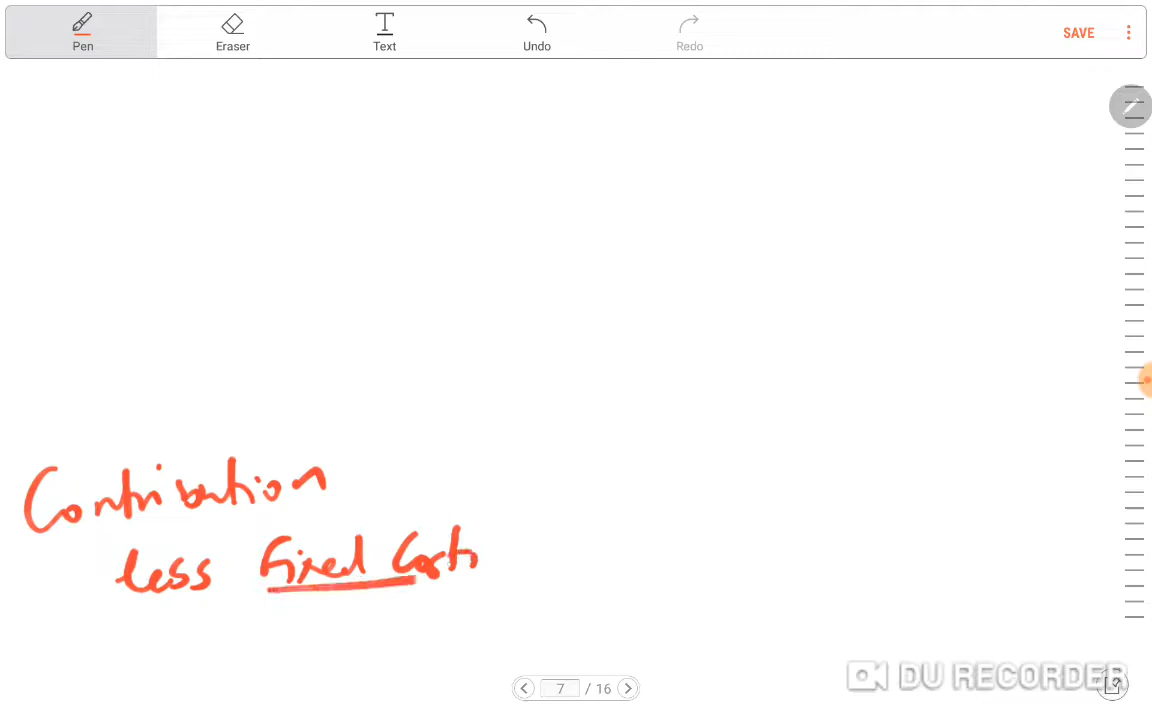 Pen Eraser Text Undo Redo SAVE
Contribution
less Fixed Costs
7 / 16
DU RECORDER